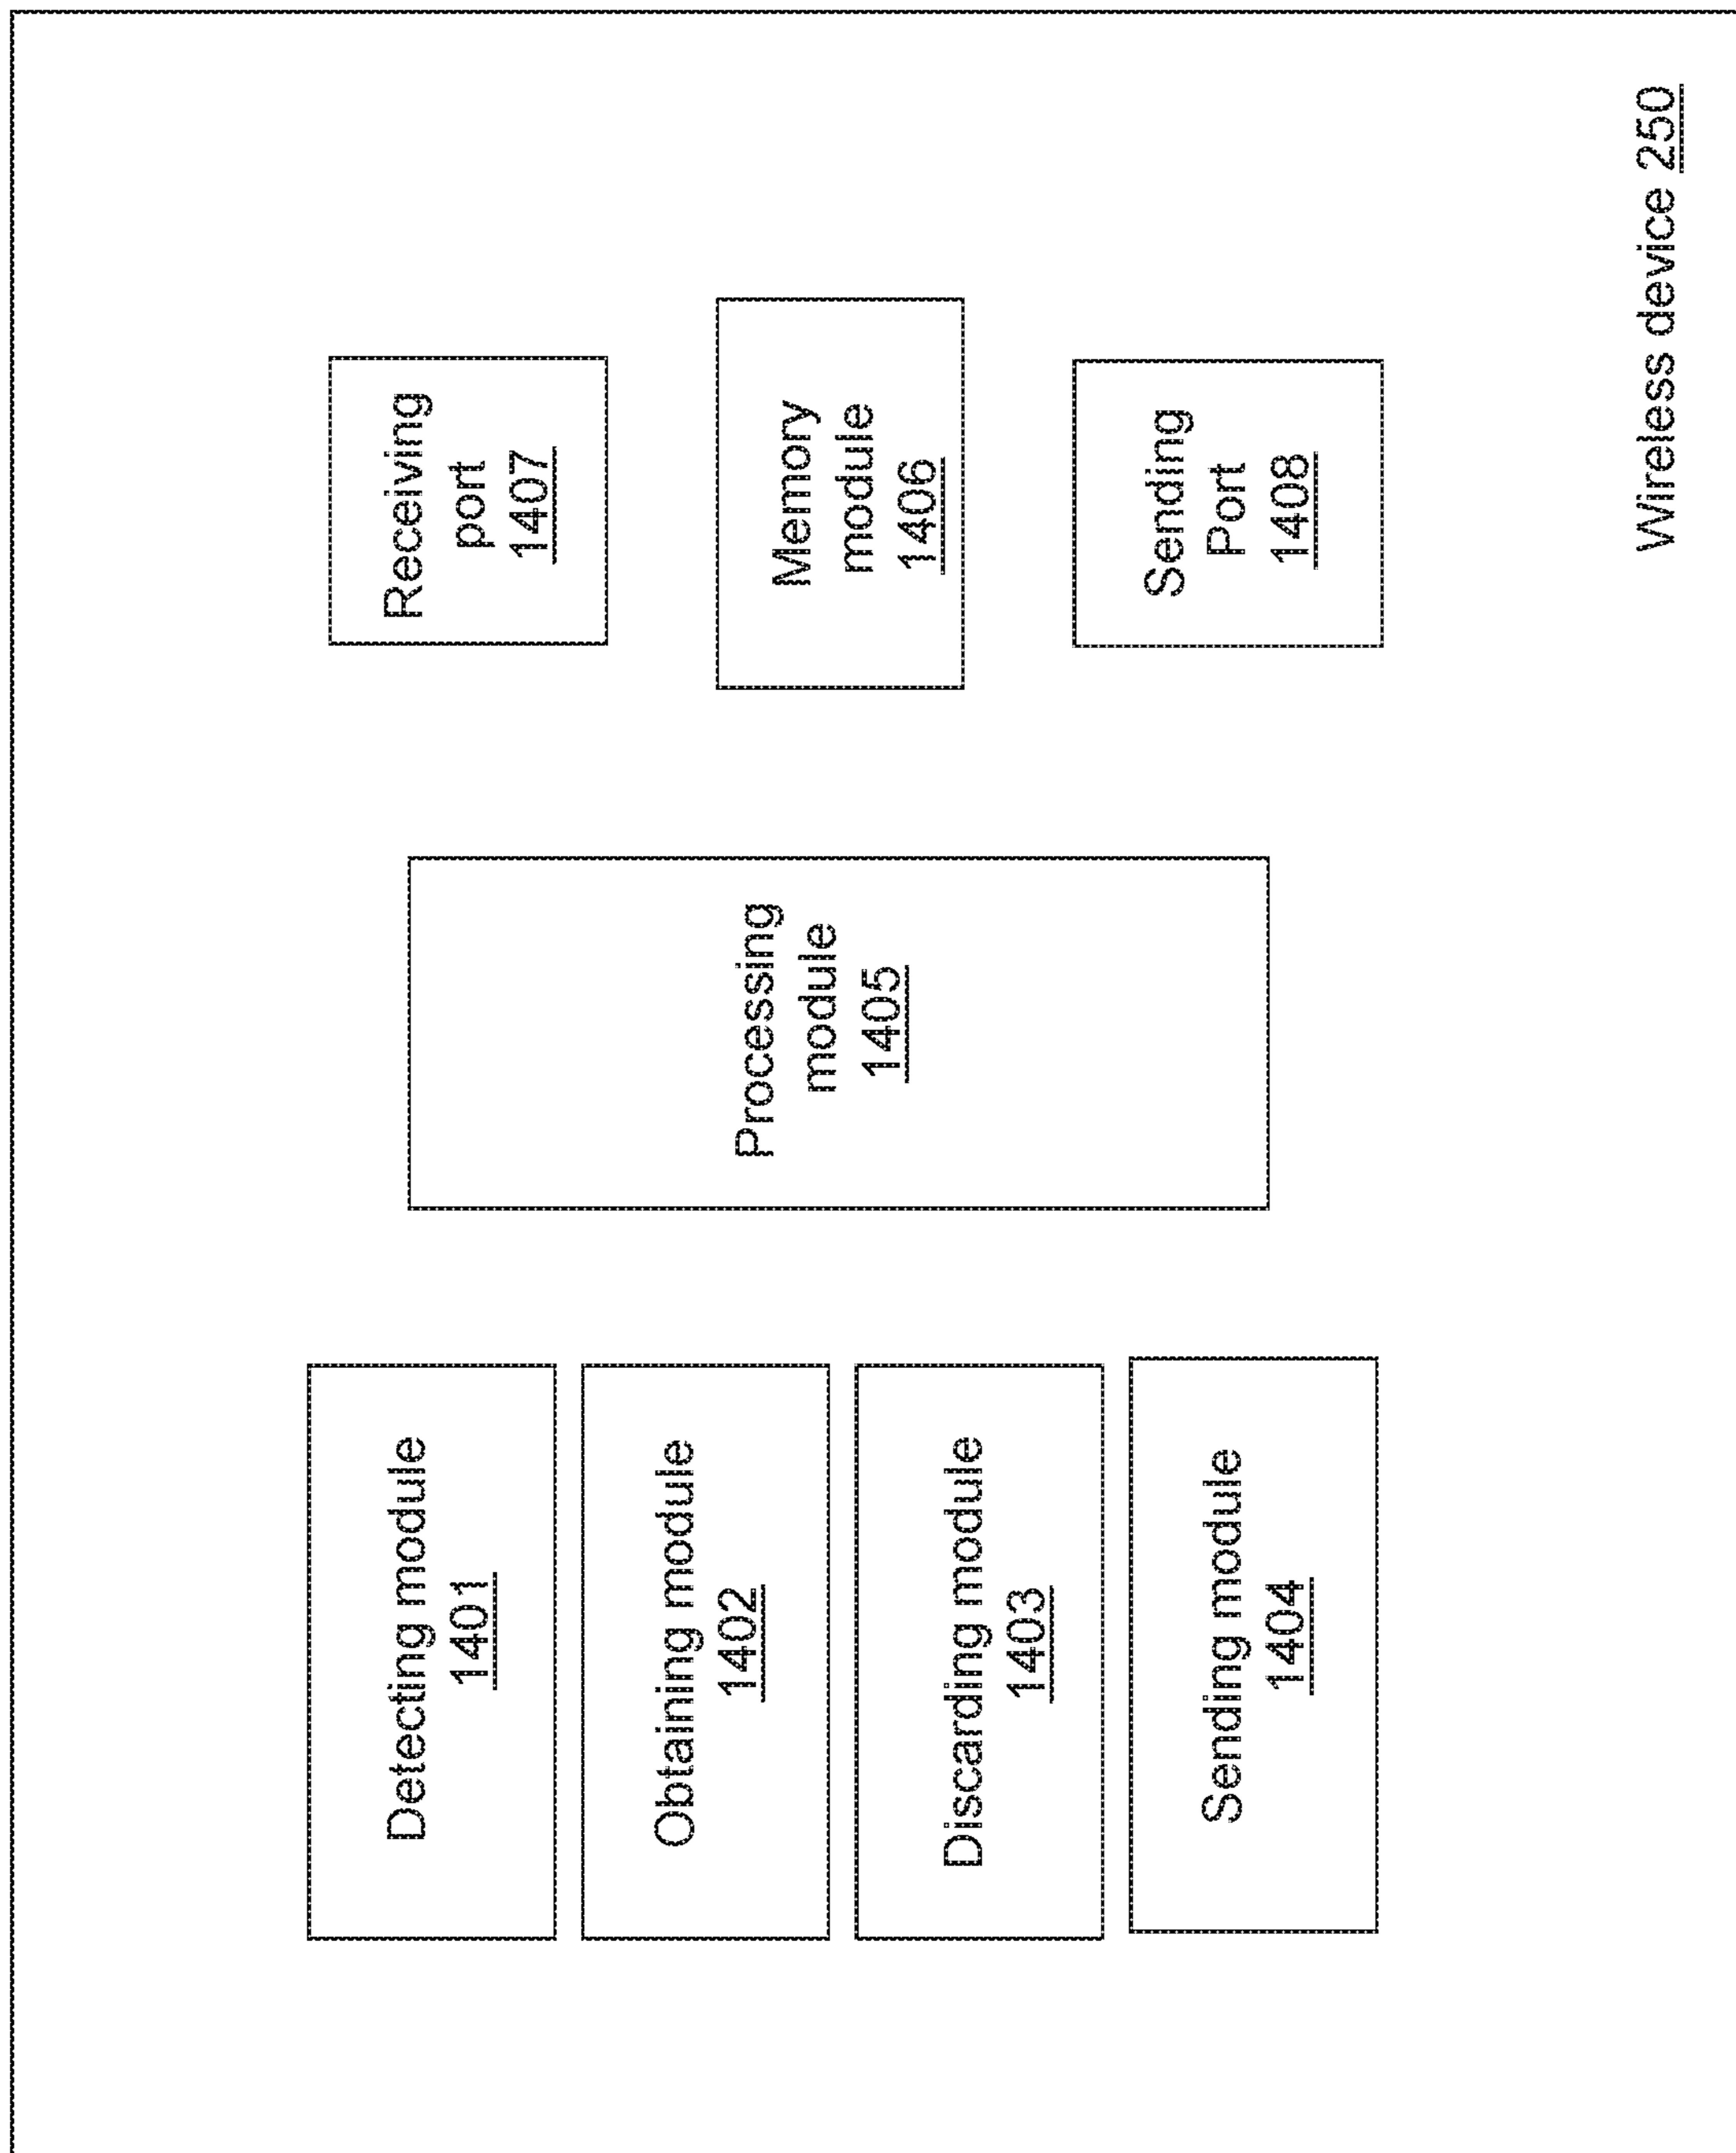 Detecting module
1401
Obtaining module
1402
Discarding module
1403
Sending module
1404
Processing
module
1405
Receiving
port
1407
Memory
module
1406
Sending
Port
1408
Wireless device 250